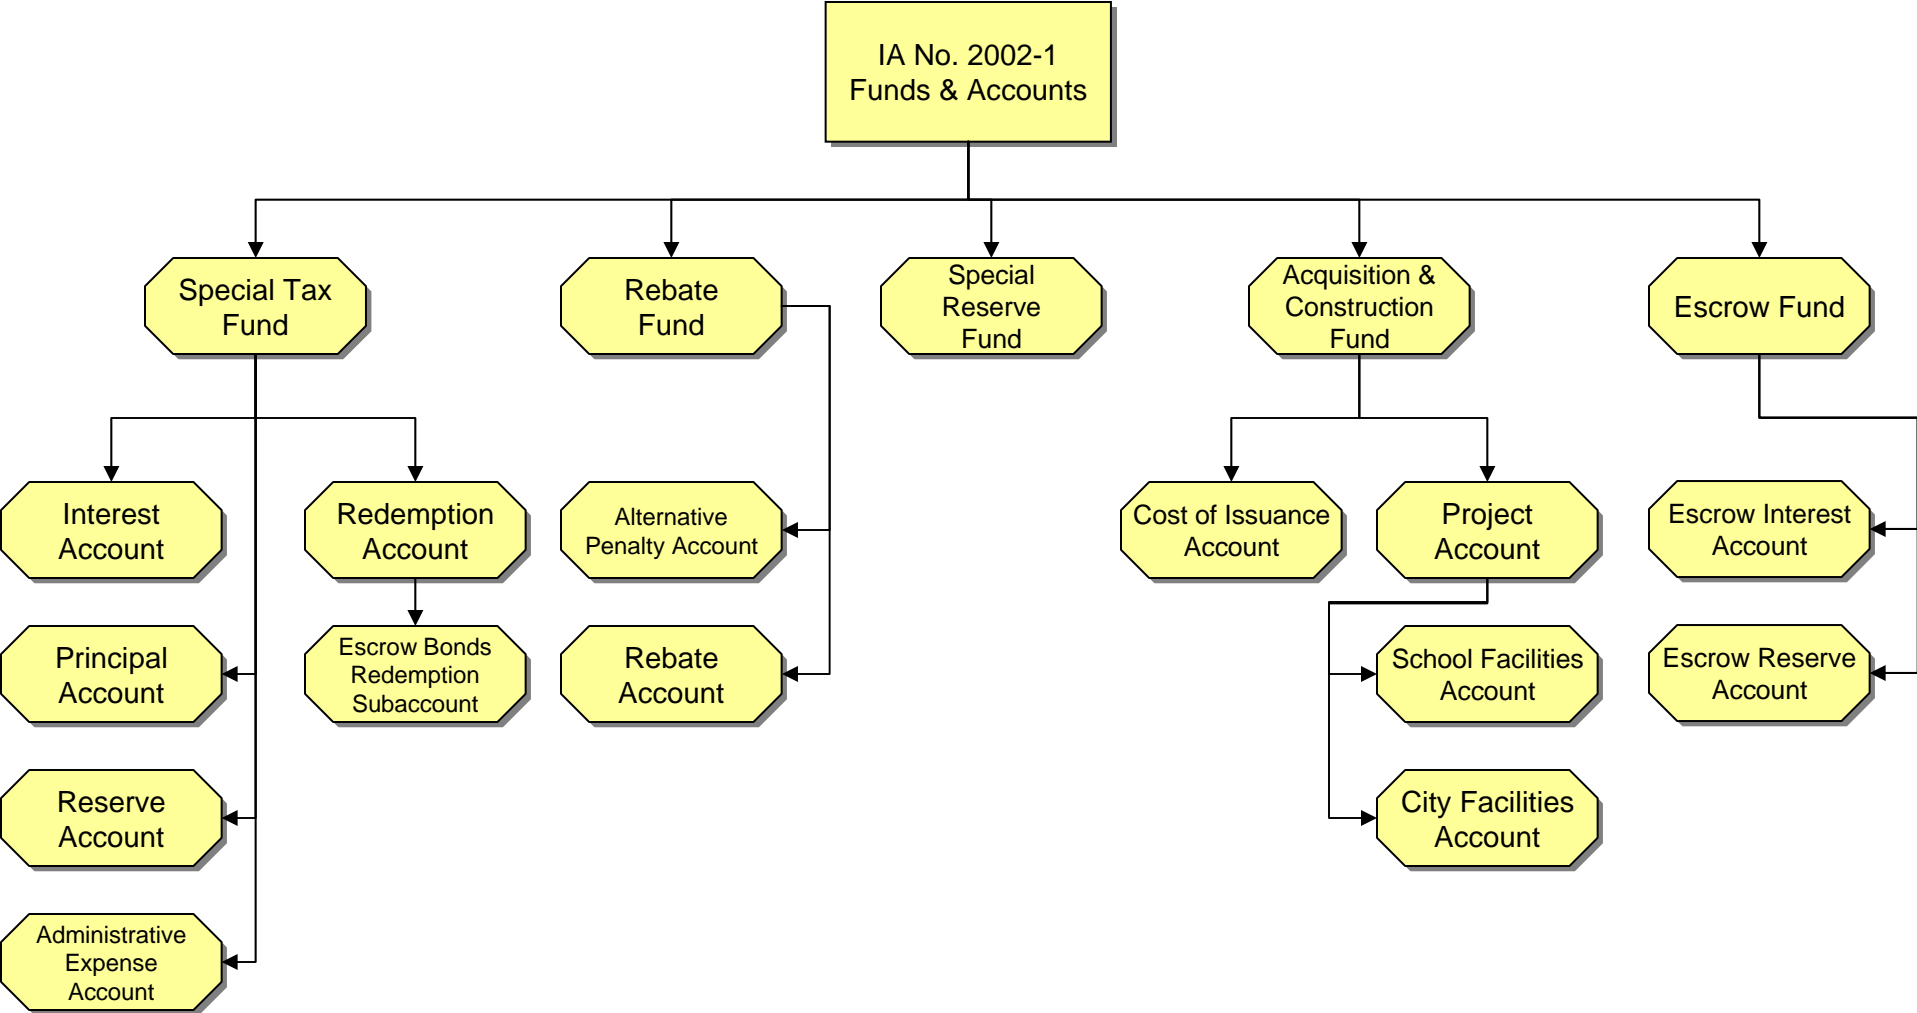 IA No. 2002-1
Funds & Accounts
Special Tax
Fund
Rebate
Fund
Special
Reserve
Fund
Acquisition &
Construction
Fund
Escrow Fund
Interest
Account
Redemption
Account
Alternative
Penalty Account
Cost of Issuance
Account
Project
Account
Escrow Interest
Account
Principal
Account
Escrow Bonds
Redemption
Subaccount
Rebate
Account
School Facilities
Account
Escrow Reserve
Account
Reserve
Account
City Facilities
Account
Administrative
Expense
Account